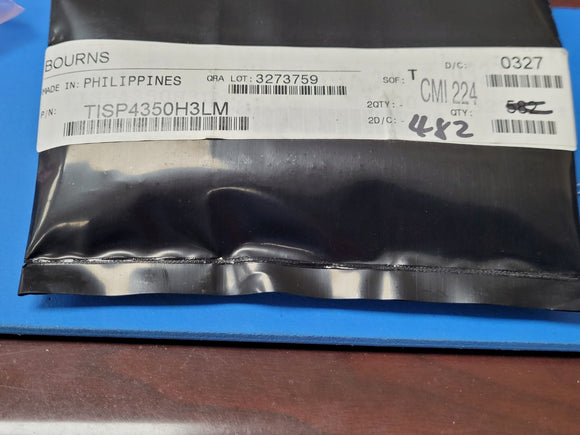 BOURNS
MADE IN: PHILIPPINES
QRA LOT: 3273759
P/N: TISP4350H3LM
SOF: T
CMI 224
2QTY: -
2D/C: -
D/C: 0327
QTY: 582
482